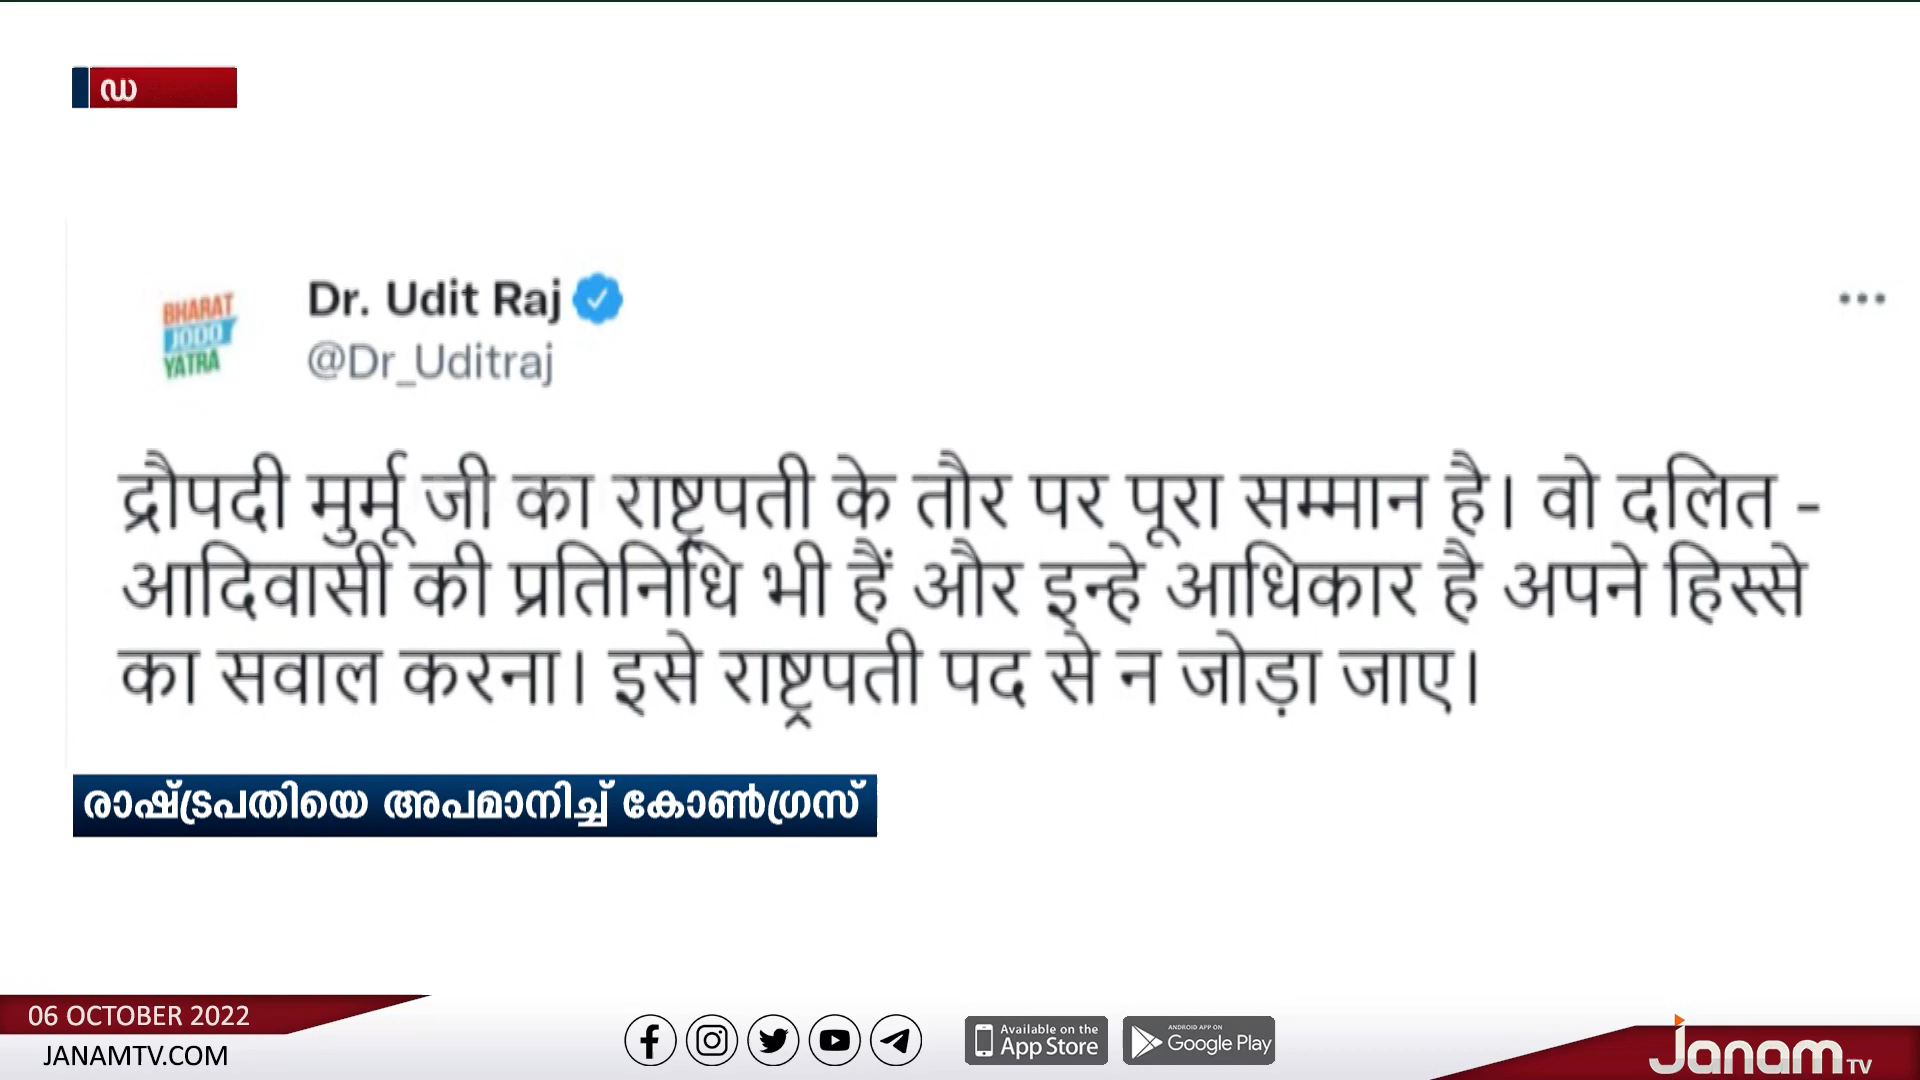 ഡ
Dr. Udit Raj
BHARAT
JODO
YATRA
@Dr_Uditraj
द्रौपदी मुर्मू जी का राष्ट्रपती के तौर पर पूरा सम्मान है। वो दलित -
आदिवासी की प्रतिनिधि भी हैं और इन्हे आधिकार है अपने हिस्से
का सवाल करना। इसे राष्ट्रपती पद से न जोड़ा जाए।
രാഷ്ട്രപതിയെ അപമാനിച്ച് കോൺഗ്രസ്
06 OCTOBER 2022
JANAMTV.COM
Available on the
App Store
ANDROID APP ON
Google Play
Janam TV